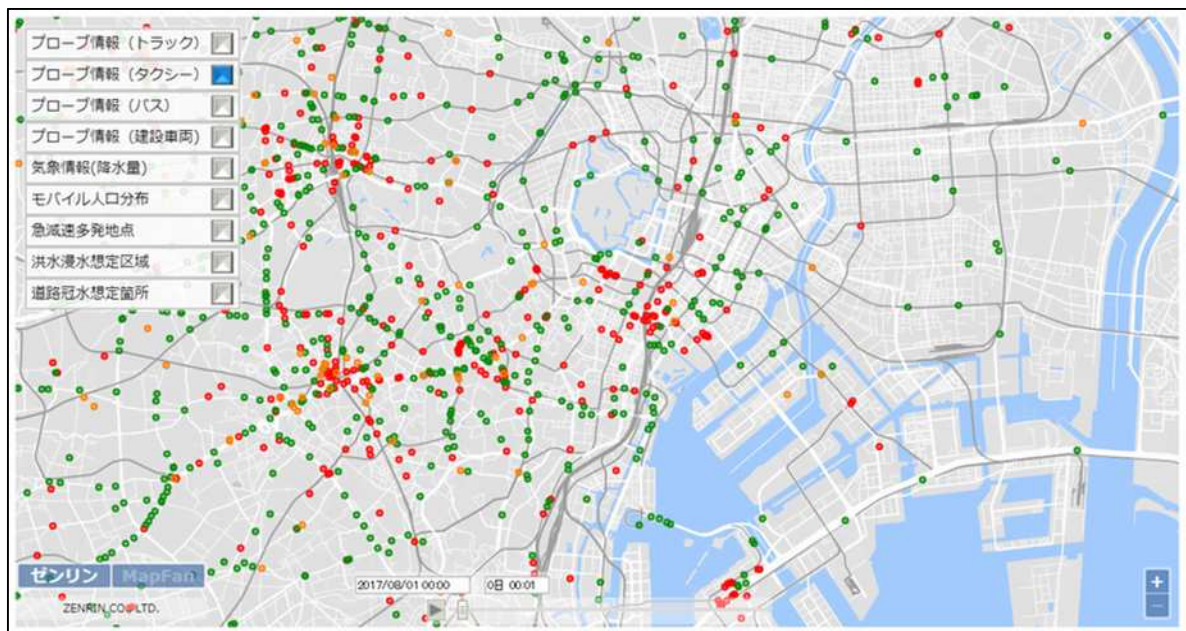 プローブ情報（トラック）
プローブ情報（タクシー）
プローブ情報（バス）
プローブ情報（建設車両）
気象情報(降水量)
モバイル人口分布
急減速多発地点
洪水浸水想定区域
道路冠水想定箇所
ゼンリン MapFan
2017/08/01 00:00 0日 00:01
ZENRIN CO.,LTD.
+
−